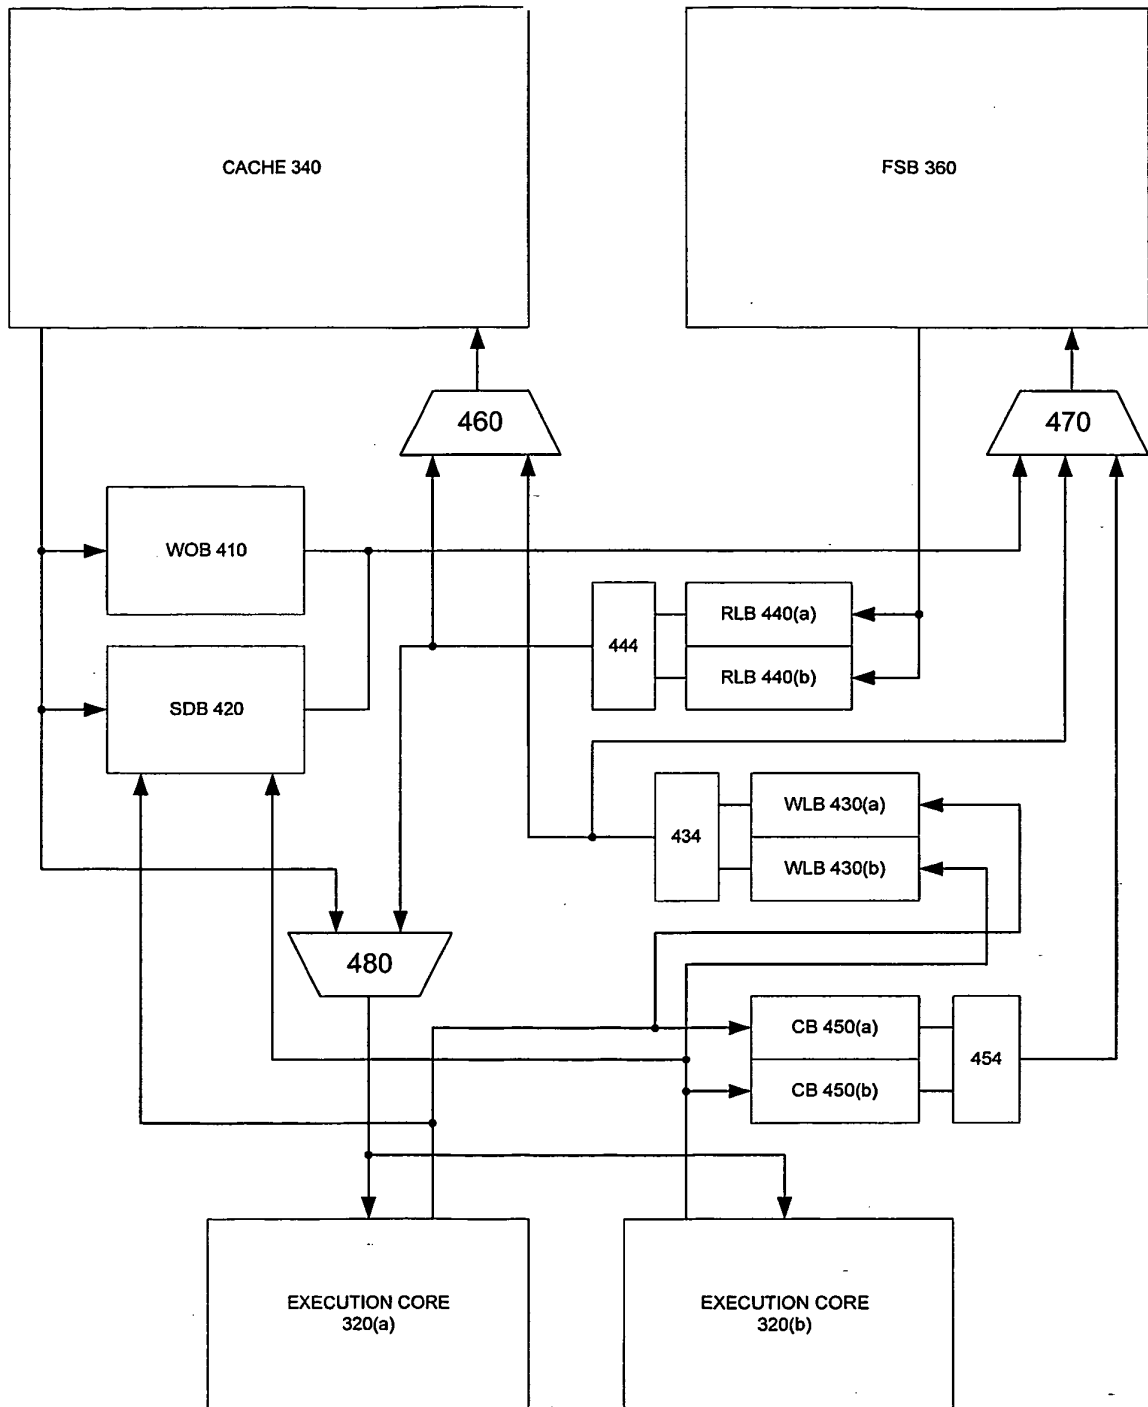 CACHE 340
FSB 360
460
470
WOB 410
RLB 440(a)
444
RLB 440(b)
SDB 420
WLB 430(a)
434
WLB 430(b)
480
CB 450(a)
454
CB 450(b)
EXECUTION CORE
320(a)
EXECUTION CORE
320(b)